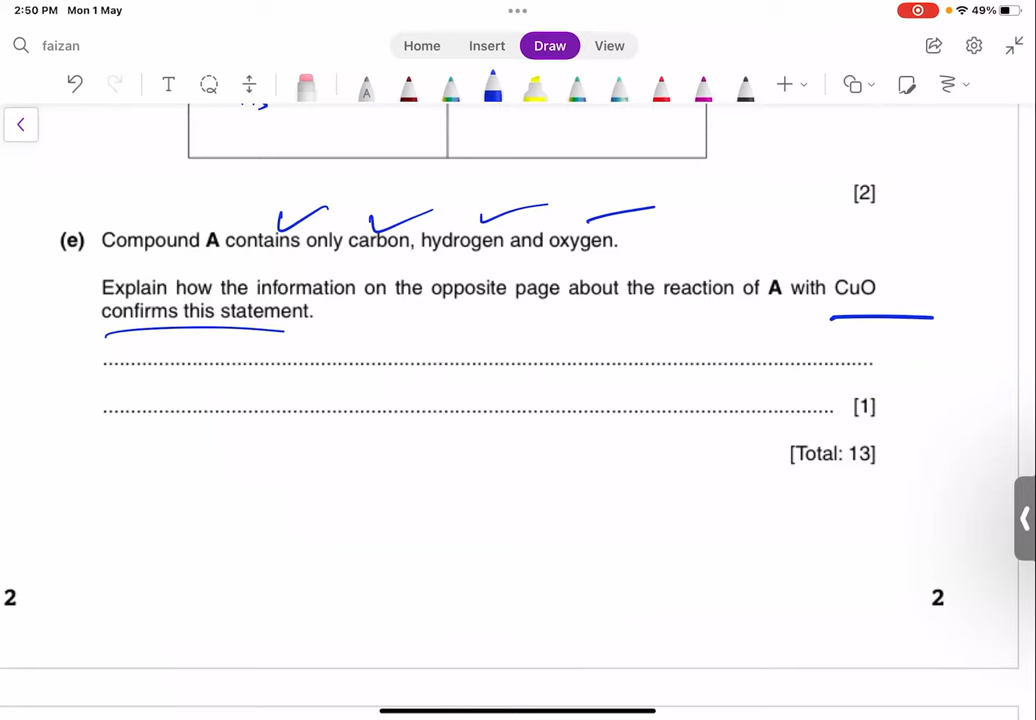 2:50 PM Mon 1 May
49%
faizan
Home Insert Draw View
T
A
[2]
(e) Compound A contains only carbon, hydrogen and oxygen.
Explain how the information on the opposite page about the reaction of A with CuO
confirms this statement.
[1]
[Total: 13]
2
2